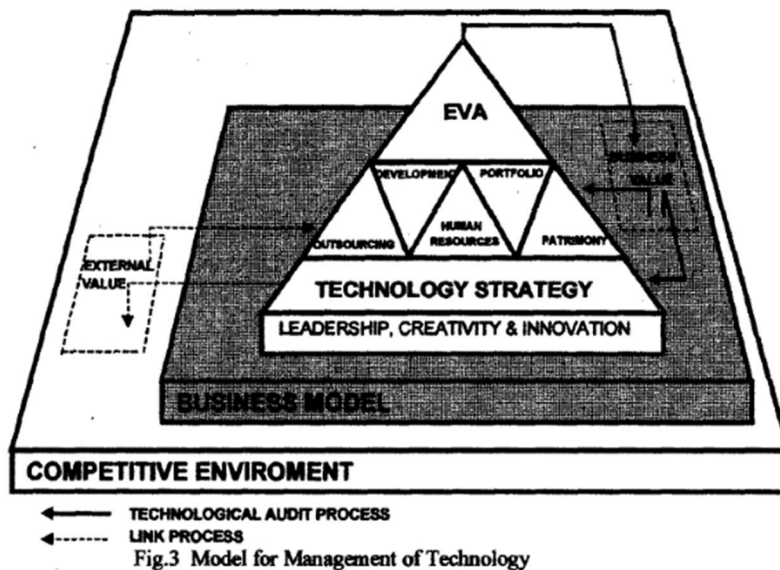 EVA
DEVELOPMENT
PORTFOLIO
BUSINESS
VALUE
OUTSOURCING
HUMAN
RESOURCES
PATRIMONY
EXTERNAL
VALUE
TECHNOLOGY STRATEGY
LEADERSHIP, CREATIVITY & INNOVATION
BUSINESS MODEL
COMPETITIVE ENVIROMENT
TECHNOLOGICAL AUDIT PROCESS
LINK PROCESS
Fig.3 Model for Management of Technology